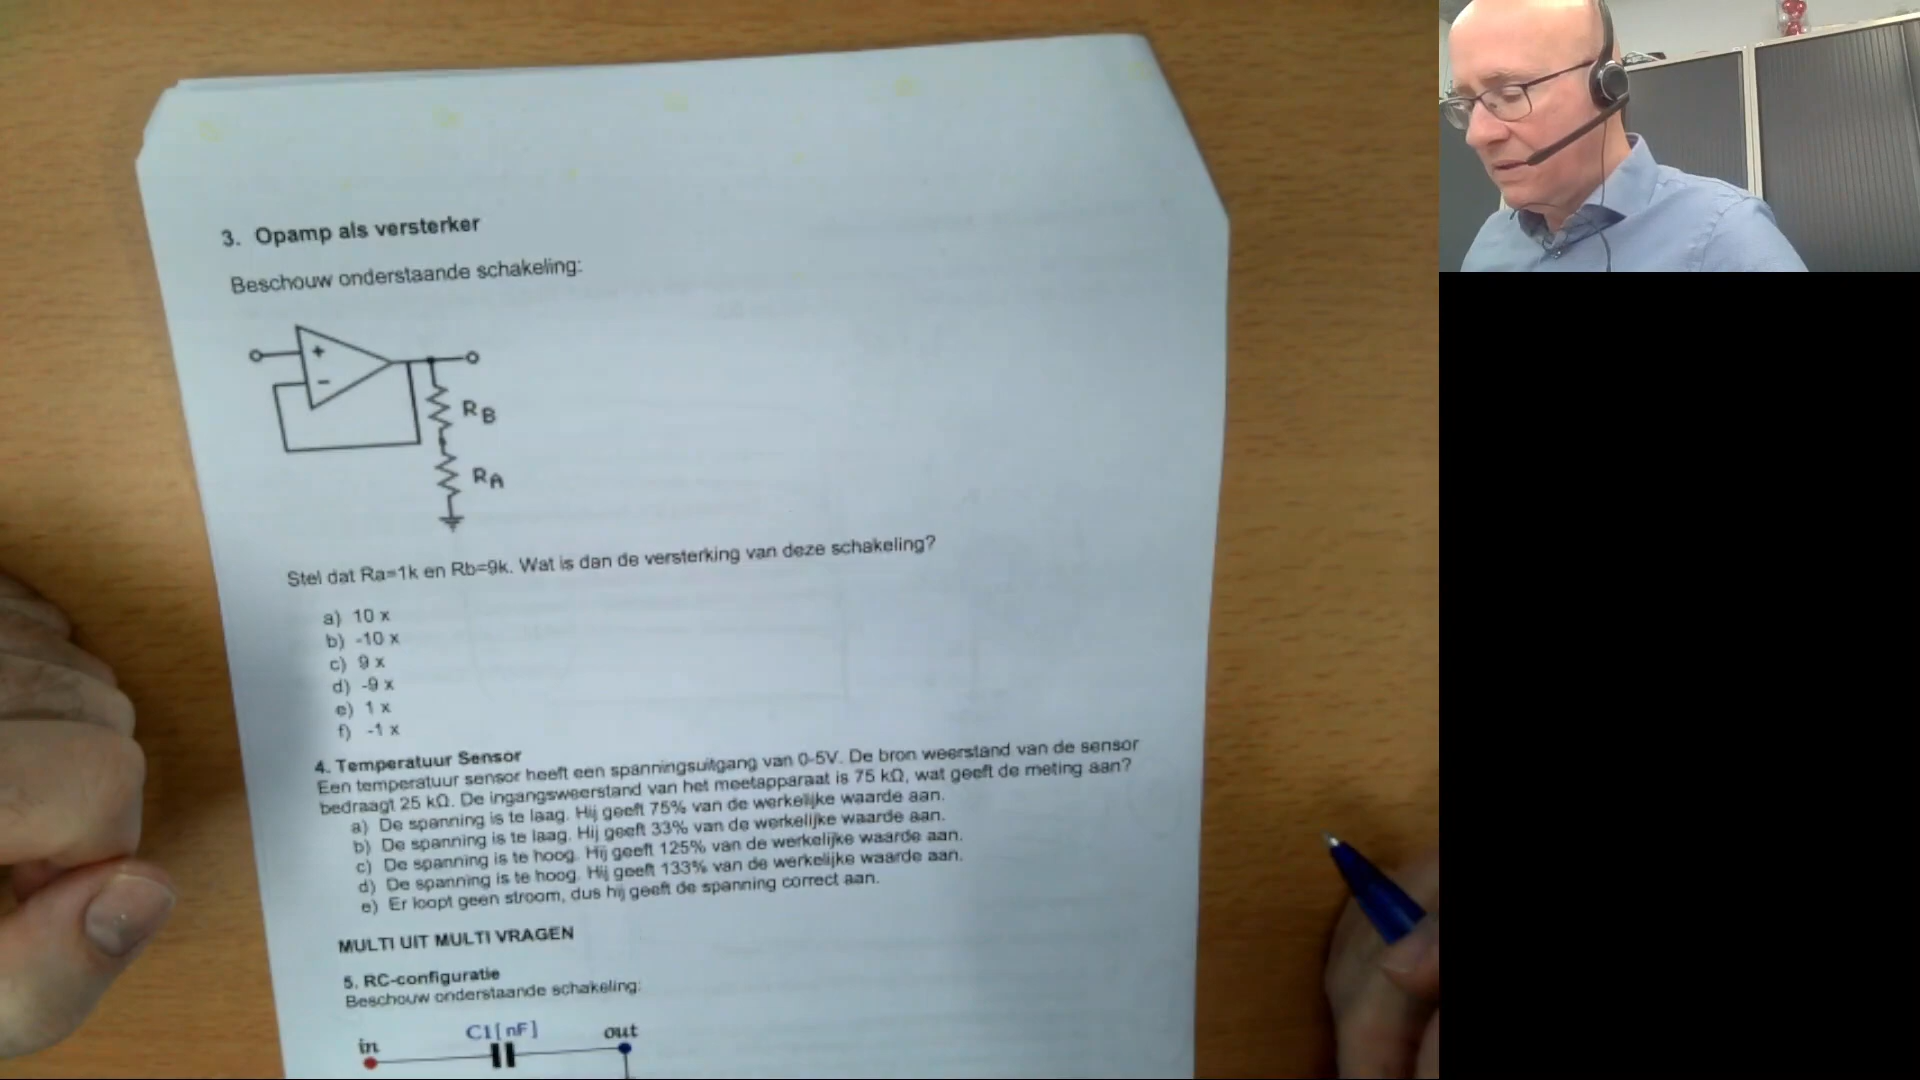 3. Opamp als versterker
Beschouw onderstaande schakeling:
+
-
RB
RA
Stel dat Ra=1k en Rb=9k. Wat is dan de versterking van deze schakeling?
a) 10 x
b) -10 x
c) 9 x
d) -9 x
e) 1 x
f) -1 x
4. Temperatuur Sensor
Een temperatuur sensor heeft een spanningsuitgang van 0-5V. De bron weerstand van de sensor
bedraagt 25 kΩ. De ingangsweerstand van het meetapparaat is 75 kΩ, wat geeft de meting aan?
a) De spanning is te laag. Hij geeft 75% van de werkelijke waarde aan.
b) De spanning is te laag. Hij geeft 33% van de werkelijke waarde aan.
c) De spanning is te hoog. Hij geeft 125% van de werkelijke waarde aan.
d) De spanning is te hoog. Hij geeft 133% van de werkelijke waarde aan.
e) Er loopt geen stroom, dus hij geeft de spanning correct aan.
MULTI UIT MULTI VRAGEN
5. RC-configuratie
Beschouw onderstaande schakeling:
C1[nF]
in
out